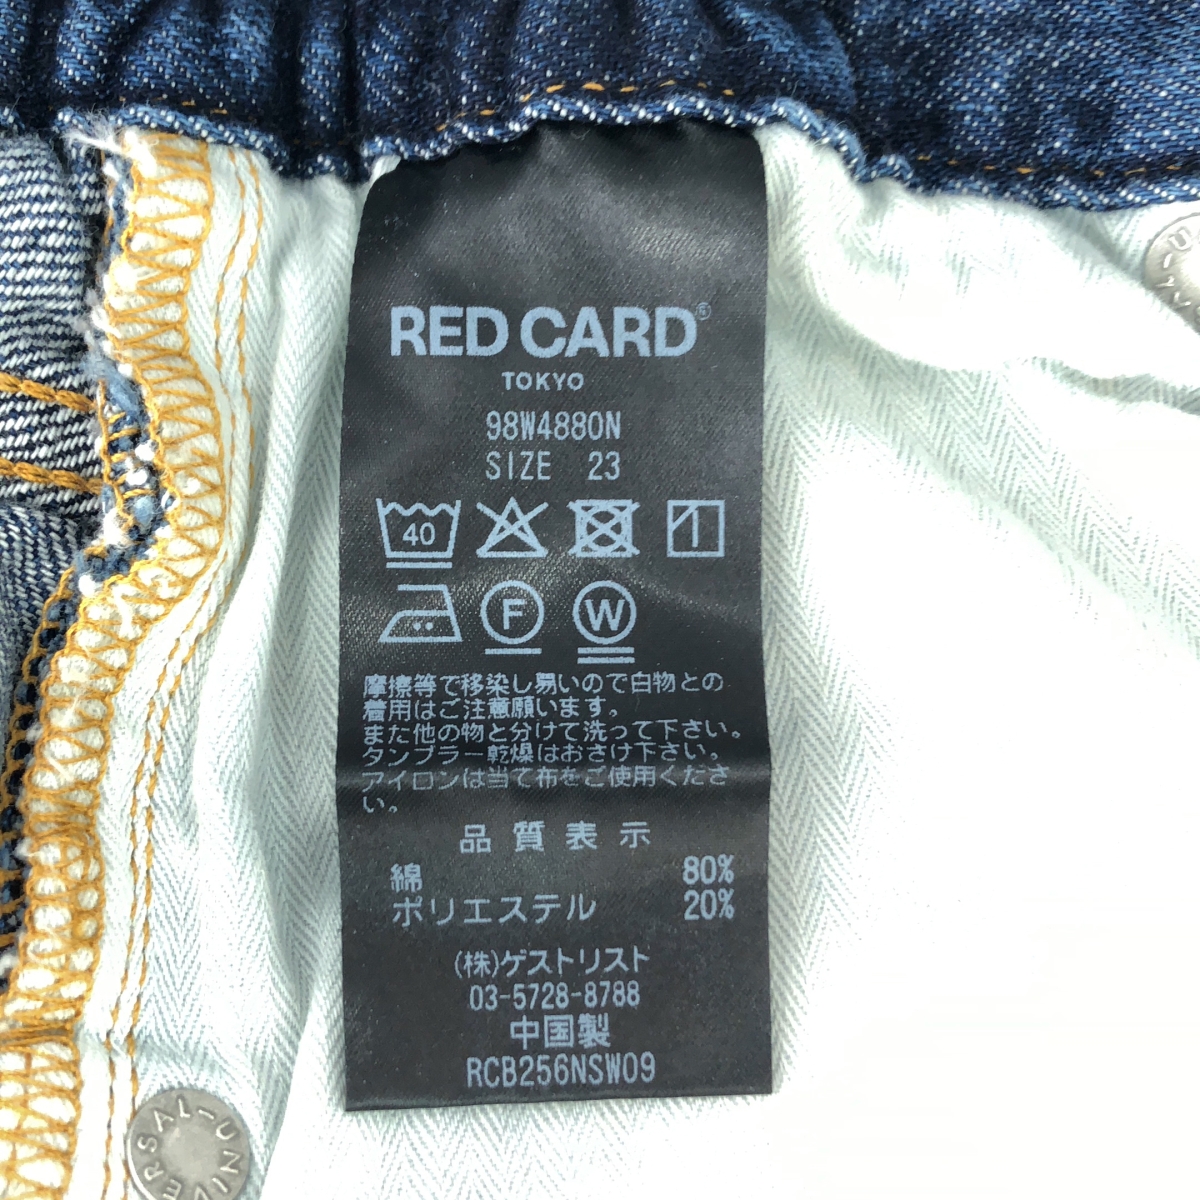 RED CARD®
TOKYO
98W4880N
SIZE 23
40
1
F
W
摩擦等で移染し易いので白物との
着用はご注意願います。
また他の物と分けて洗って下さい。
タンブラー乾燥はおさけ下さい。
アイロンは当て布をご使用くださ
い。
品質表示
綿 80%
ポリエステル 20%
(株)ゲストリスト
03-5728-8788
中国製
RCB256NSW09
UNIVERSAL-